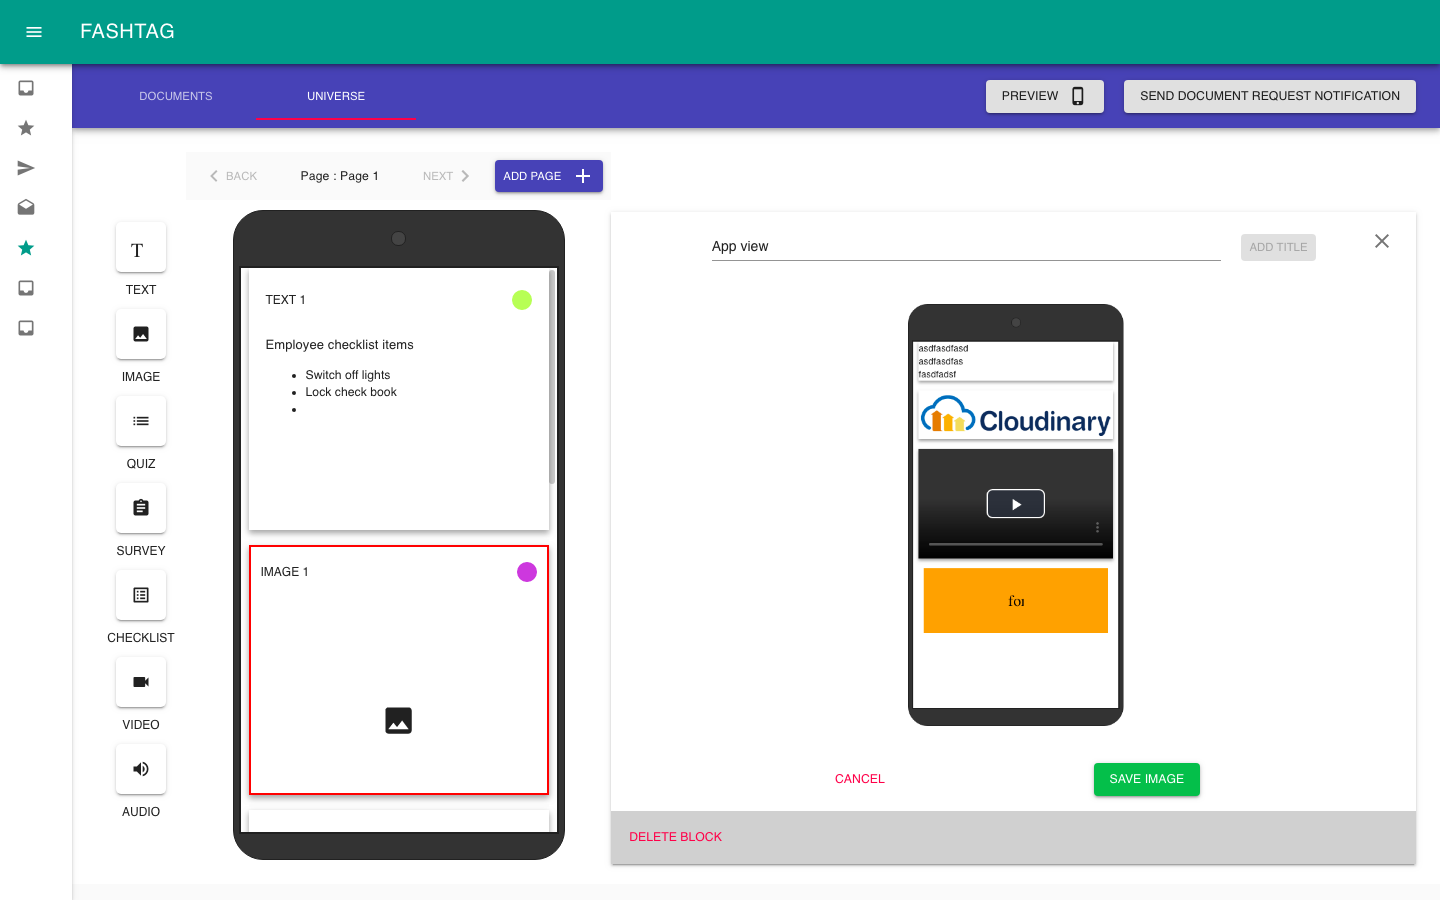 FASHTAG
DOCUMENTS
UNIVERSE
PREVIEW
SEND DOCUMENT REQUEST NOTIFICATION
BACK
Page : Page 1
NEXT
ADD PAGE
T
TEXT
IMAGE
QUIZ
SURVEY
CHECKLIST
VIDEO
AUDIO
TEXT 1
Employee checklist items
Switch off lights
Lock check book
IMAGE 1
App view
ADD TITLE
asdfasdfasd
asdfasdfas
fasdfadsf
Cloudinary
CANCEL
SAVE IMAGE
DELETE BLOCK